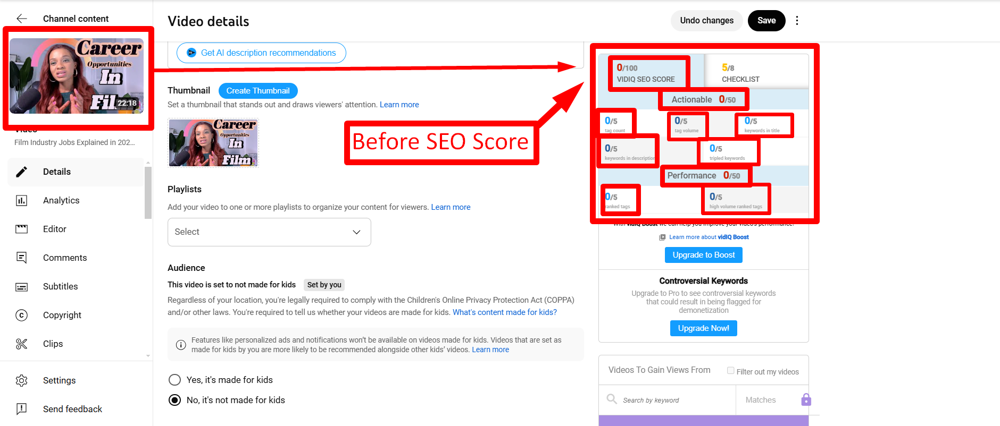 Channel content
Career
Opportunities
In
Film
22:18
Video
Film Industry Jobs Explained in 202...
Details
Analytics
Editor
Comments
Subtitles
Copyright
Clips
Settings
Send feedback
Video details
Undo changes
Save
Get AI description recommendations
Thumbnail
Create Thumbnail
Set a thumbnail that stands out and draws viewers' attention. Learn more
Career
Opportunities
In
Film
Before SEO Score
Playlists
Add your video to one or more playlists to organize your content for viewers. Learn more
Select
Audience
This video is set to not made for kids
Set by you
Regardless of your location, you're legally required to comply with the Children's Online Privacy Protection Act (COPPA)
and/or other laws. You're required to tell us whether your videos are made for kids. What's content made for kids?
Features like personalized ads and notifications won't be available on videos made for kids. Videos that are set as
made for kids by you are more likely to be recommended alongside other kids' videos. Learn more
Yes, it's made for kids
No, it's not made for kids
0/100
VIDIQ SEO SCORE
5/8
CHECKLIST
Actionable 0/50
0/5
tag count
0/5
tag volume
0/5
keywords in title
0/5
keywords in description
0/5
tripled keywords
Performance 0/50
0/5
ranked tags
0/5
high volume ranked tags
With vidIQ Boost we can help you improve your video's performance!
Learn more about vidIQ Boost
Upgrade to Boost
Controversial Keywords
Upgrade to Pro to see controversial keywords
that could result in being flagged for
demonetization
Upgrade Now!
Videos To Gain Views From
Filter out my videos
Search by keyword
Matches